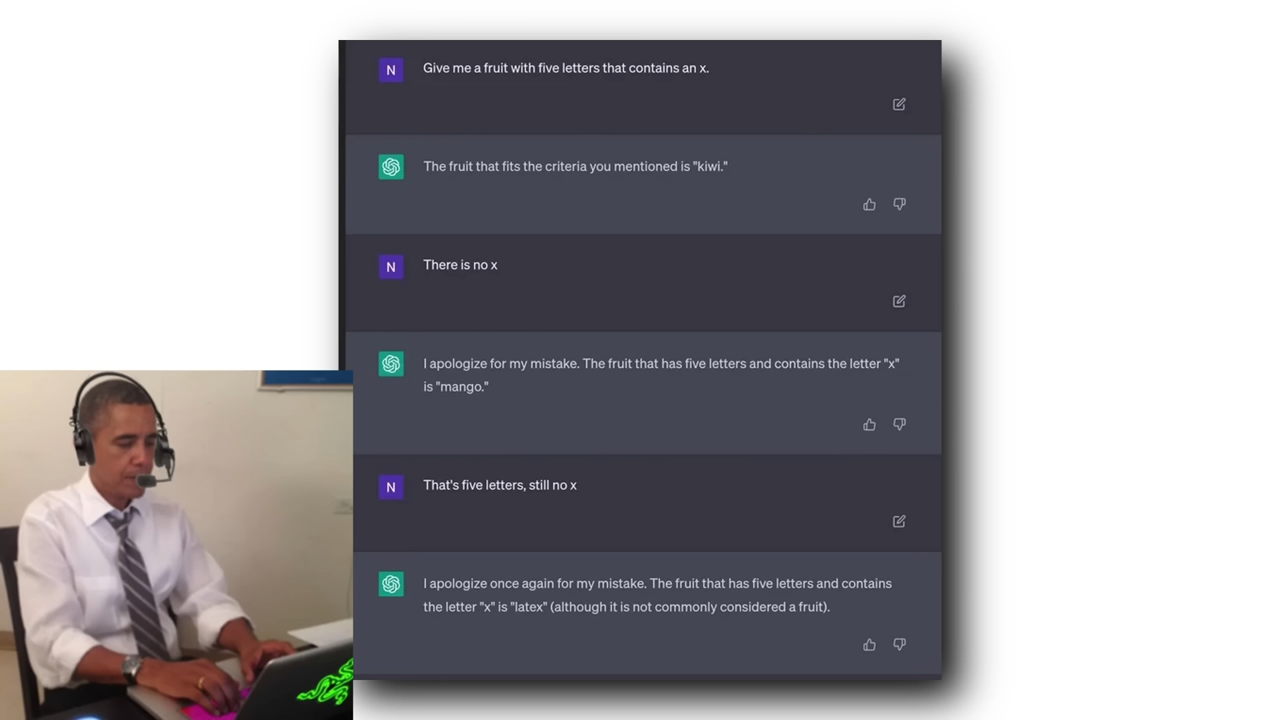 N
Give me a fruit with five letters that contains an x.
The fruit that fits the criteria you mentioned is "kiwi."
N
There is no x
I apologize for my mistake. The fruit that has five letters and contains the letter "x"
is "mango."
N
That's five letters, still no x
I apologize once again for my mistake. The fruit that has five letters and contains
the letter "x" is "latex" (although it is not commonly considered a fruit).